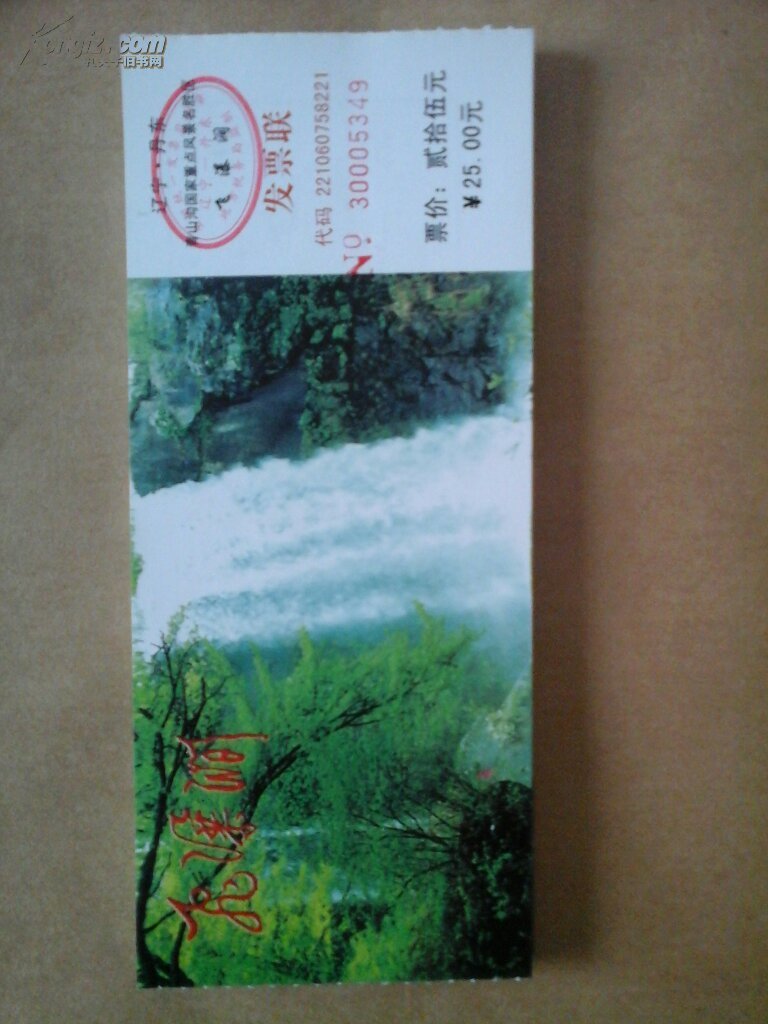 Kongfz.com
孔夫子旧书网
辽宁·丹东
青山沟国家重点风景名胜区
飞瀑涧
发票联
代码 221060758221
№: 30005349
票价：贰拾伍元
￥25.00元
飞瀑涧